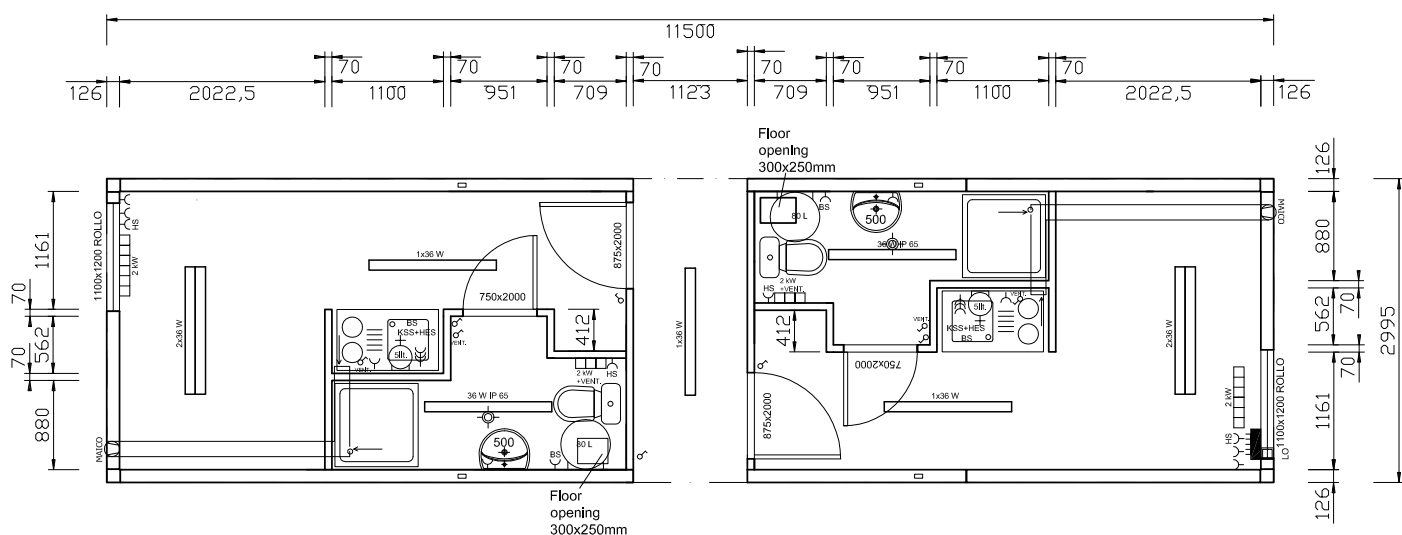 11500
70 70 70 70 70 70 70 70
126 2022,5 1100 951 709 1123 709 951 1100 2022,5 126
Floor
opening
300x250mm
126
880
70
562
70
1161
126
2995
1161
70
562
70
880
1100x1200 ROLLO
HS
2 kW
2x36 W
1x36 W
750x2000
875x2000
BS
KSS+HES
5lt.
VENT.
VENT.
412
2 kW
+VENT.
HS
36 W IP 65
500
80 L
BS
MAICO
Floor
opening
300x250mm
1x36 W
80 L
BS
500
36 W IP 65
HS
2 kW
+VENT.
412
VENT.
5lt.
VENT.
KSS+HES
BS
750x2000
875x2000
1x36 W
2x36 W
MAICO
2 kW
HS
1100x1200 ROLLO
LO